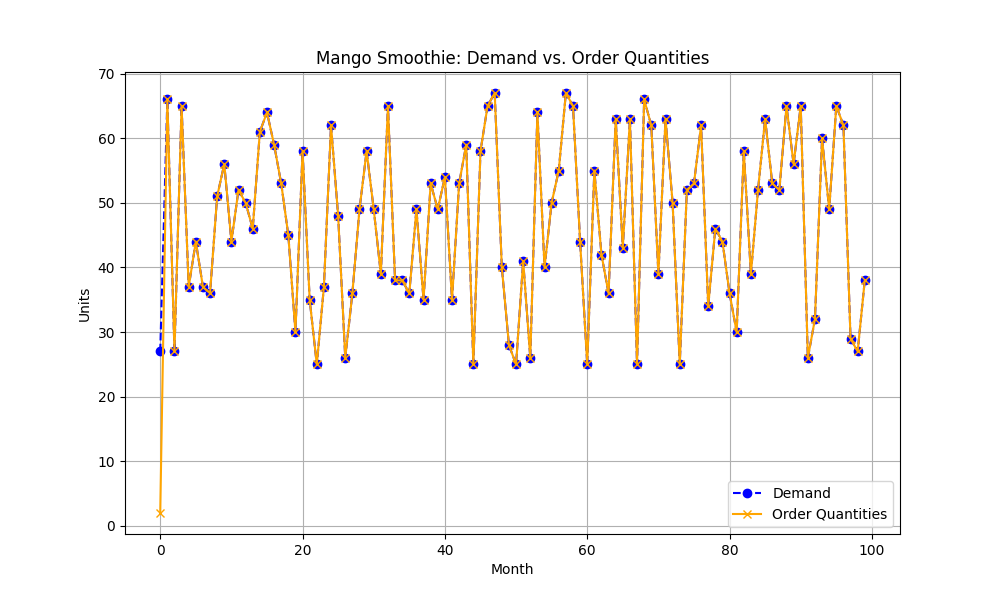 Mango Smoothie: Demand vs. Order Quantities
70
60
50
40
30
20
10
0
Units
0 20 40 60 80 100
Month
Demand
Order Quantities